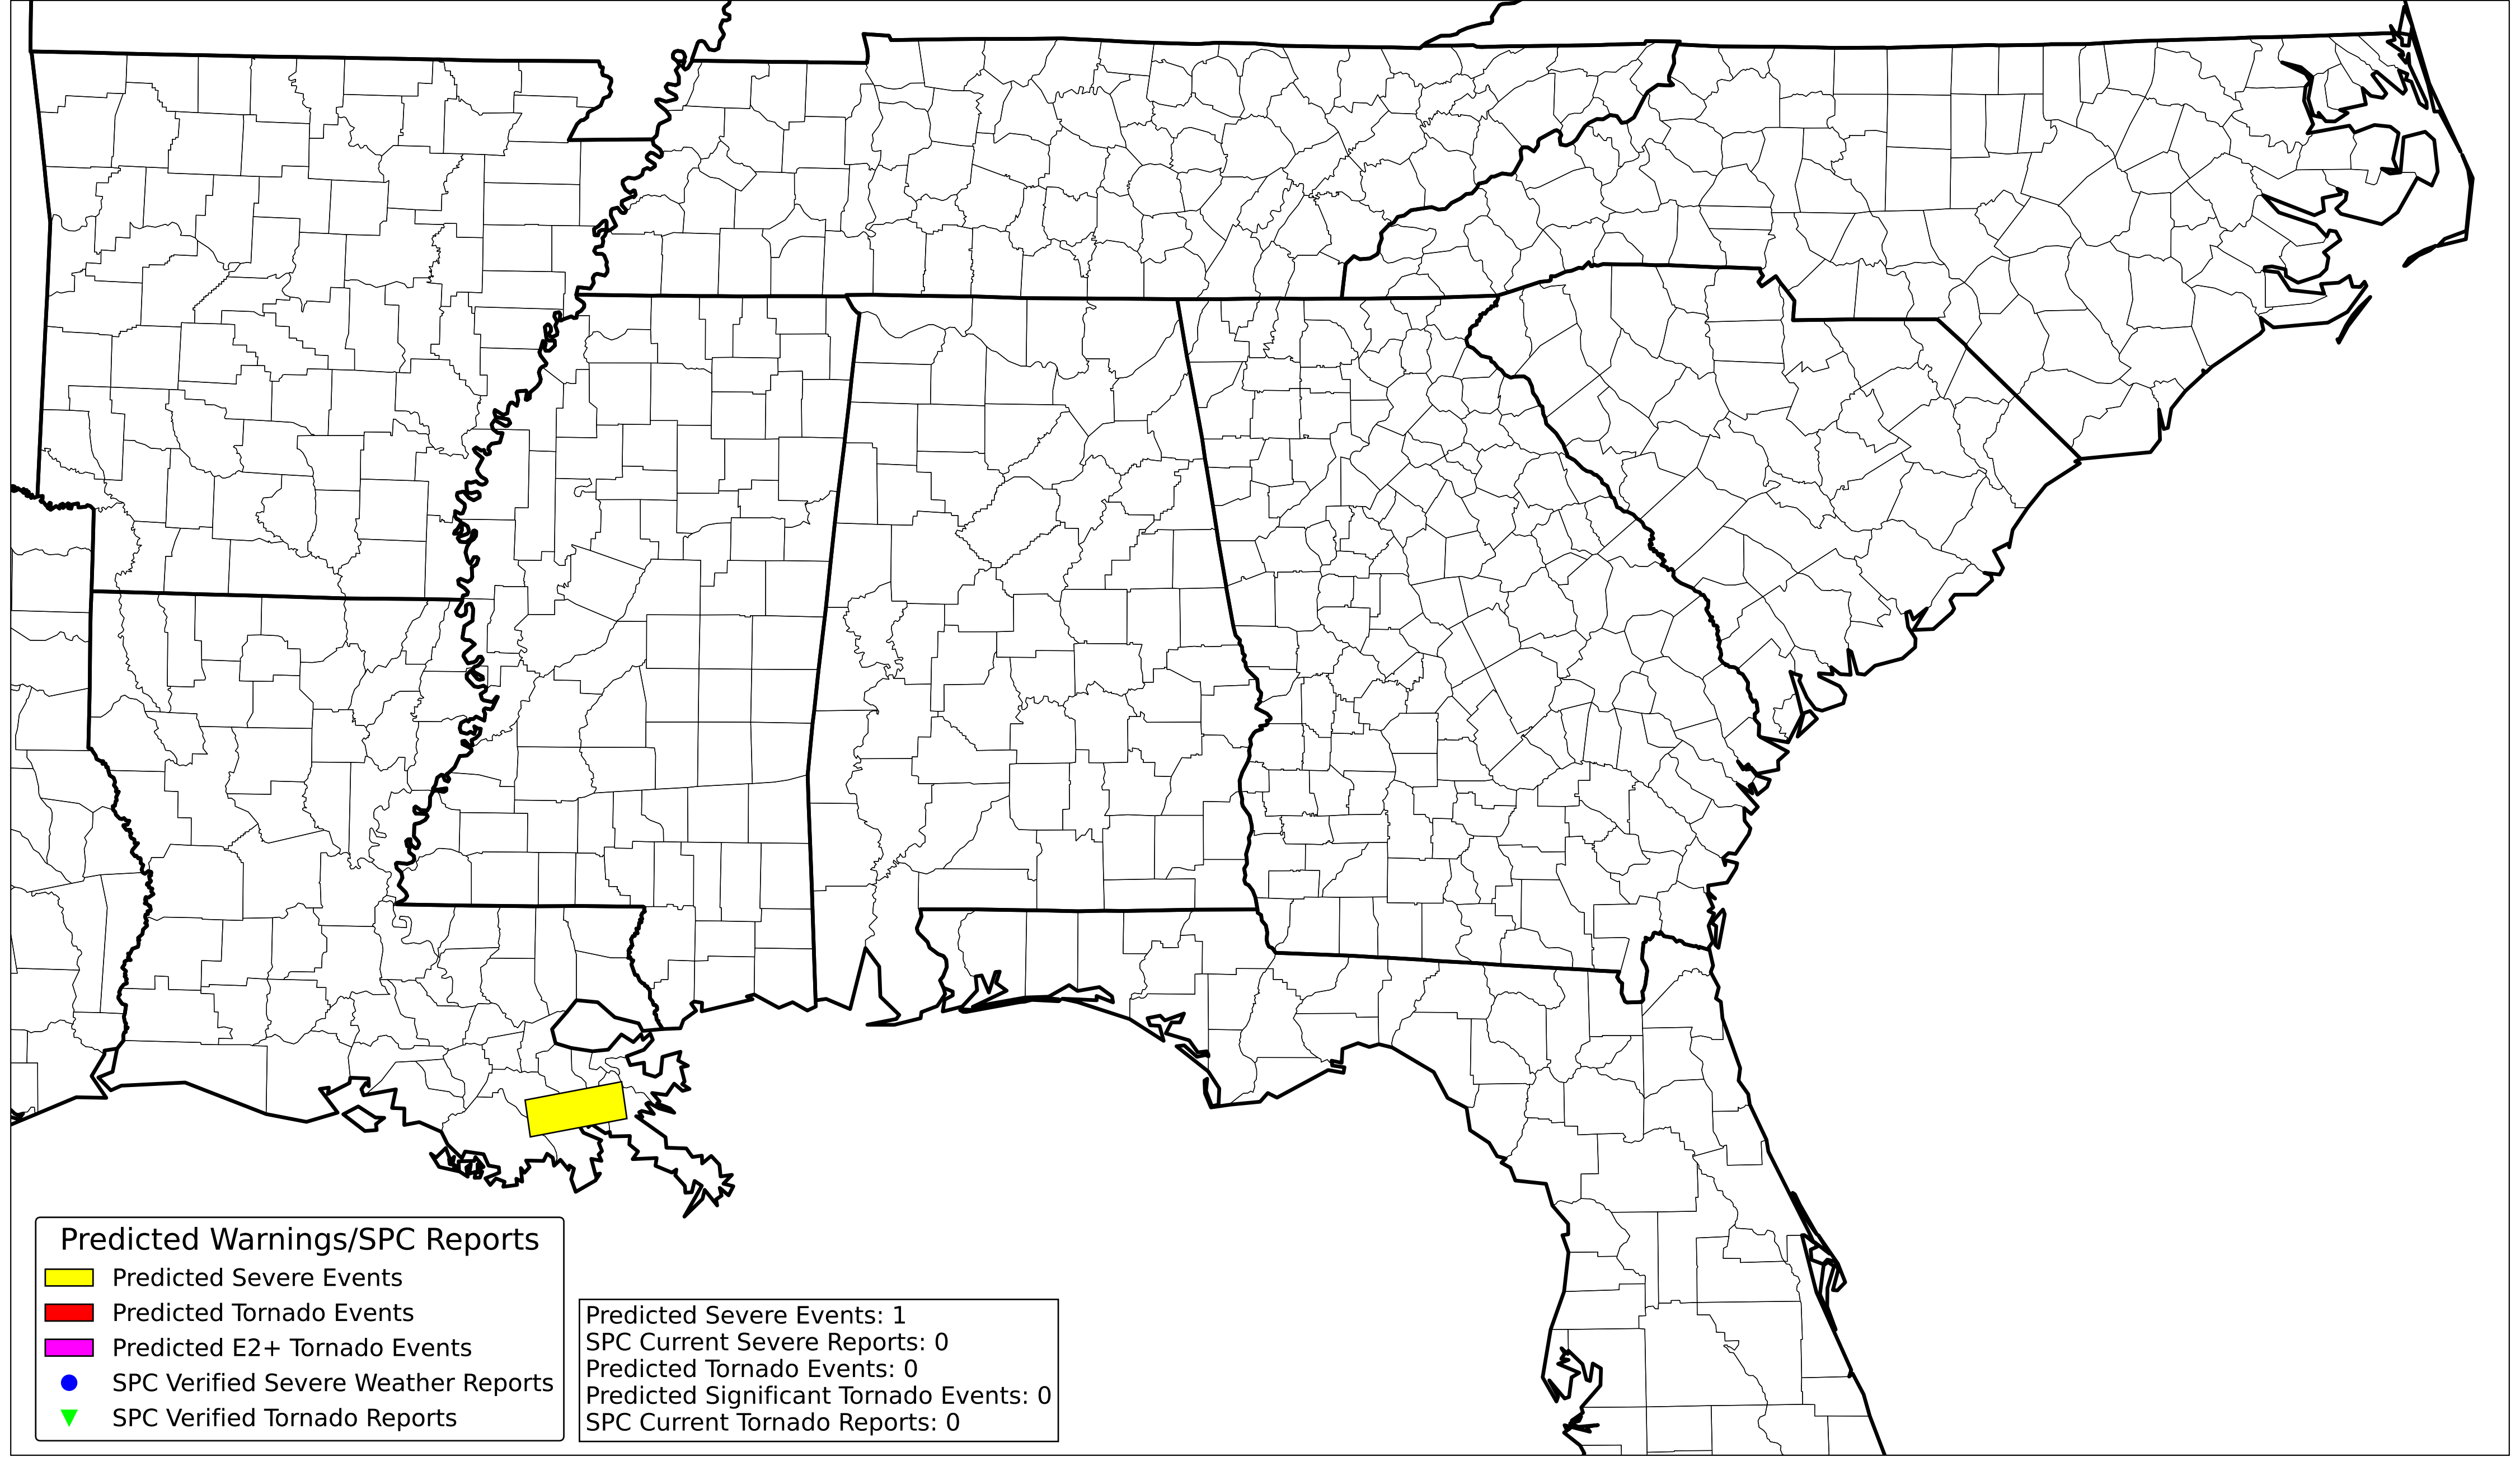 Predicted Warnings/SPC Reports
Predicted Severe Events
Predicted Tornado Events
Predicted E2+ Tornado Events
SPC Verified Severe Weather Reports
SPC Verified Tornado Reports
Predicted Severe Events: 1
SPC Current Severe Reports: 0
Predicted Tornado Events: 0
Predicted Significant Tornado Events: 0
SPC Current Tornado Reports: 0